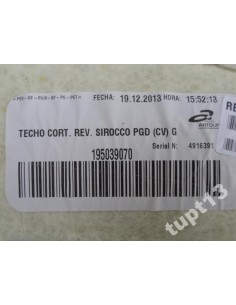 FECHA: 19.12.2013 HORA: 15:52:13
TECHO CORT. REV. SIROCCO PGD (CV) G
Serial N: 4916391
195039070
tupt13